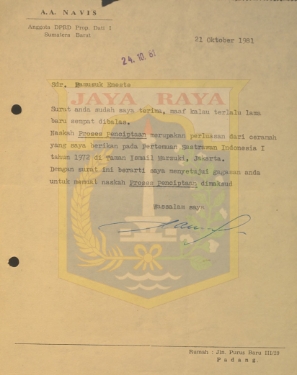 A.A. NAVIS
Anggota DPRD Prop. Dati I
Sumatera Barat
21 Oktober 1981
24.10.81
Sdr.
JAYA RAYA
Surat anda sudah saya terima, maaf kalau terlalu lama
baru sempat dibalas.
Naskah Proses penciptaan merupakan perluasan dari ceramah
yang saya berikan pada Pertemuan Sastrawan Indonesia I
tahun 1972 di Taman Ismail Marzuki, Jakarta.
Dengan surat ini berarti saya menyetujui gagasan anda
untuk memuat naskah Proses penciptaan dimaksud
Wassalam saya
Rumah : Jln. Purus Baru III/19
Padang